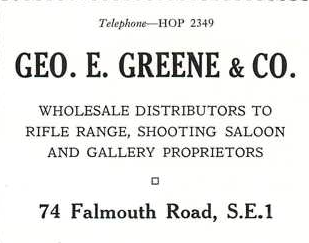 Telephone—HOP 2349
GEO. E. GREENE & CO.
WHOLESALE DISTRIBUTORS TO
RIFLE RANGE, SHOOTING SALOON
AND GALLERY PROPRIETORS
74 Falmouth Road, S.E.1